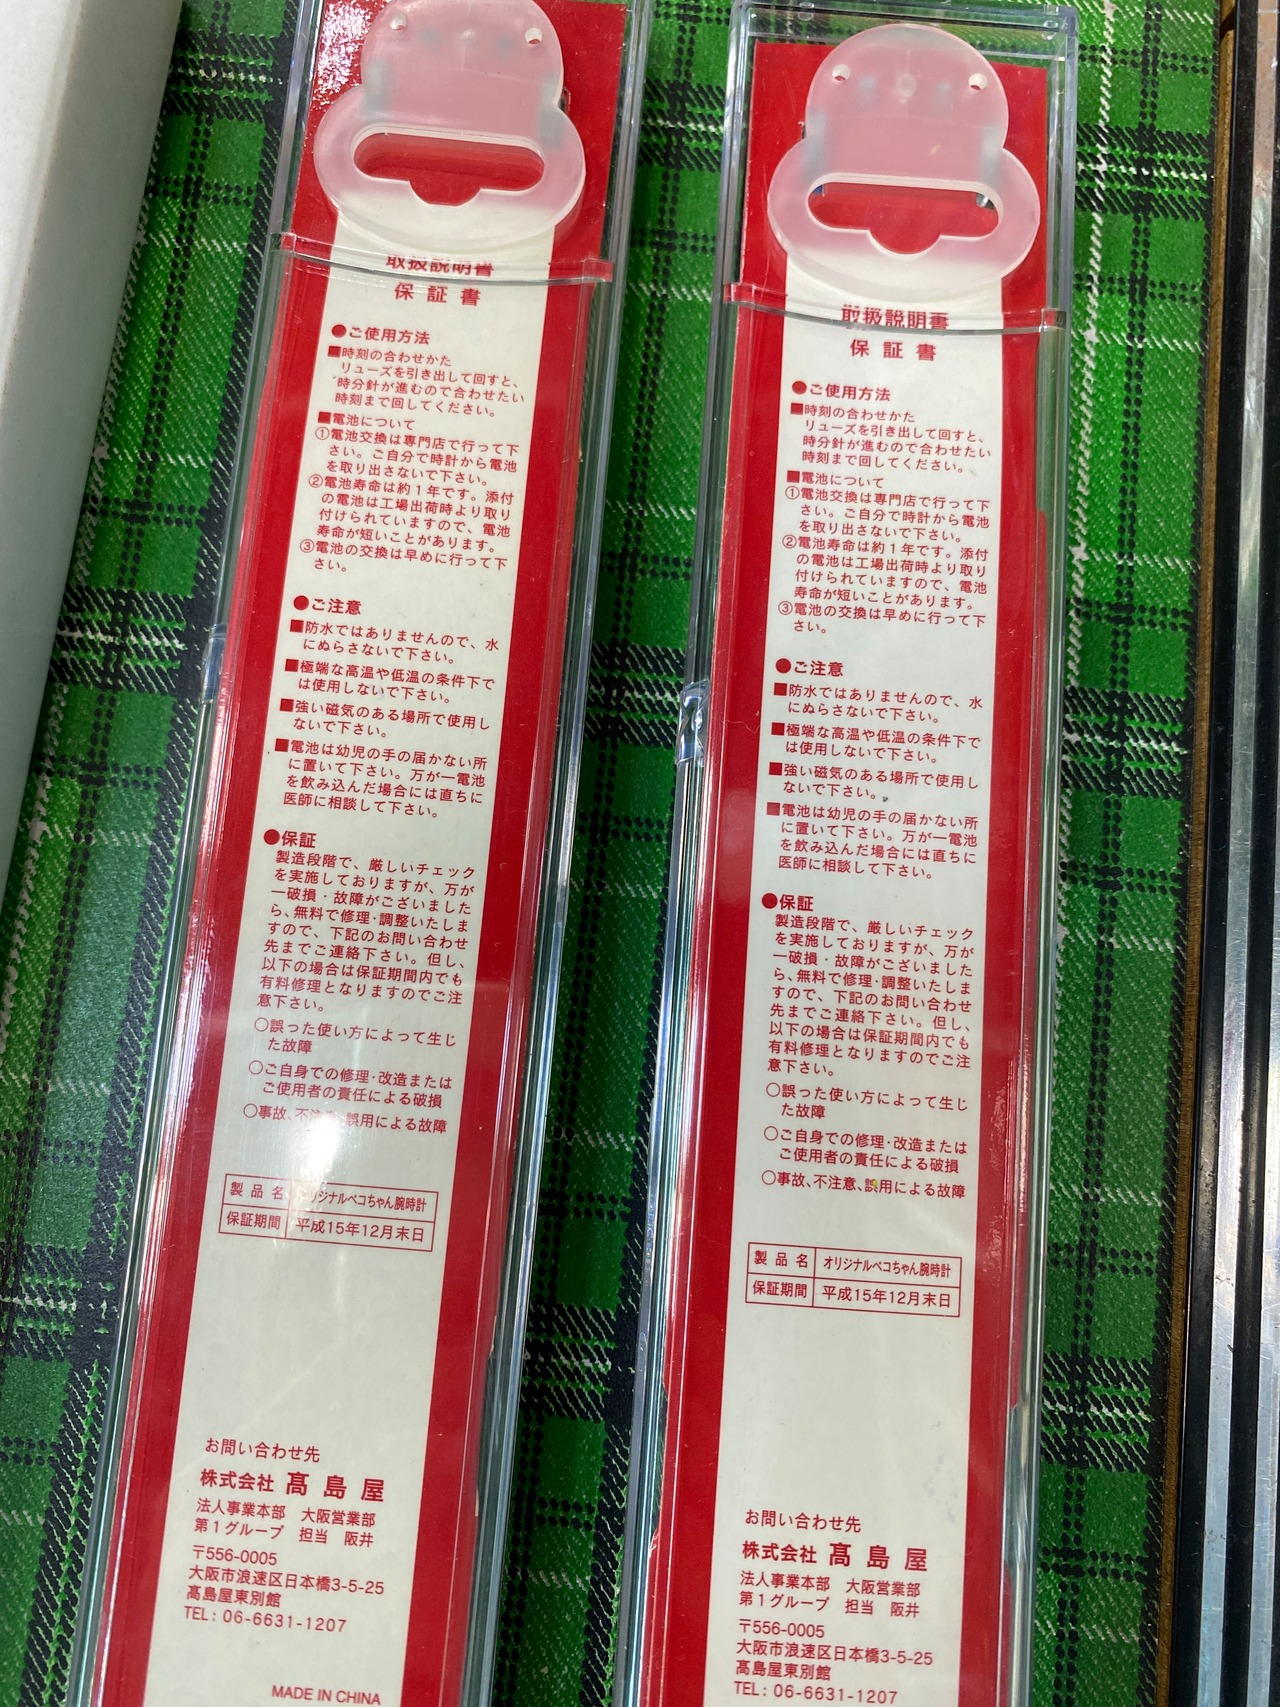 取扱説明書
保証書
●ご使用方法
■時刻の合わせかた
リューズを引き出して回すと、
時分針が進むので合わせたい
時刻まで回してください。
■電池について
①電池交換は専門店で行って下
さい。ご自分で時計から電池
を取り出さないで下さい。
②電池寿命は約1年です。添付
の電池は工場出荷時より取り
付けられていますので、電池
寿命が短いことがあります。
③電池の交換は早めに行って下
さい。
●ご注意
■防水ではありませんので、水
にぬらさないで下さい。
■極端な高温や低温の条件下で
は使用しないで下さい。
■強い磁気のある場所で使用し
ないで下さい。
■電池は幼児の手の届かない所
に置いて下さい。万が一電池
を飲み込んだ場合には直ちに
医師に相談して下さい。
●保証
製造段階で、厳しいチェック
を実施しておりますが、万が
一破損・故障がございました
ら、無料で修理・調整いたしま
すので、下記のお問い合わせ
先までご連絡下さい。但し、
以下の場合は保証期間内でも
有料修理となりますのでご注
意下さい。
○誤った使い方によって生じ
た故障
○ご自身での修理・改造または
ご使用者の責任による破損
○事故、不注意、誤用による故障
製品名 オリジナルペコちゃん腕時計
保証期間 平成15年12月末日
お問い合わせ先
株式会社 髙島屋
法人事業本部 大阪営業部
第1グループ 担当 阪井
〒556-0005
大阪市浪速区日本橋3-5-25
髙島屋東別館
TEL: 06-6631-1207
MADE IN CHINA
取扱説明書
保証書
●ご使用方法
■時刻の合わせかた
リューズを引き出して回すと、
時分針が進むので合わせたい
時刻まで回してください。
■電池について
①電池交換は専門店で行って下
さい。ご自分で時計から電池
を取り出さないで下さい。
②電池寿命は約1年です。添付
の電池は工場出荷時より取り
付けられていますので、電池
寿命が短いことがあります。
③電池の交換は早めに行って下
さい。
●ご注意
■防水ではありませんので、水
にぬらさないで下さい。
■極端な高温や低温の条件下で
は使用しないで下さい。
■強い磁気のある場所で使用し
ないで下さい。
■電池は幼児の手の届かない所
に置いて下さい。万が一電池
を飲み込んだ場合には直ちに
医師に相談して下さい。
●保証
製造段階で、厳しいチェック
を実施しておりますが、万が
一破損・故障がございました
ら、無料で修理・調整いたしま
すので、下記のお問い合わせ
先までご連絡下さい。但し、
以下の場合は保証期間内でも
有料修理となりますのでご注
意下さい。
○誤った使い方によって生じ
た故障
○ご自身での修理・改造または
ご使用者の責任による破損
○事故、不注意、誤用による故障
製品名 オリジナルペコちゃん腕時計
保証期間 平成15年12月末日
お問い合わせ先
株式会社 髙島屋
法人事業本部 大阪営業部
第1グループ 担当 阪井
〒556-0005
大阪市浪速区日本橋3-5-25
髙島屋東別館
TEL: 06-6631-1207